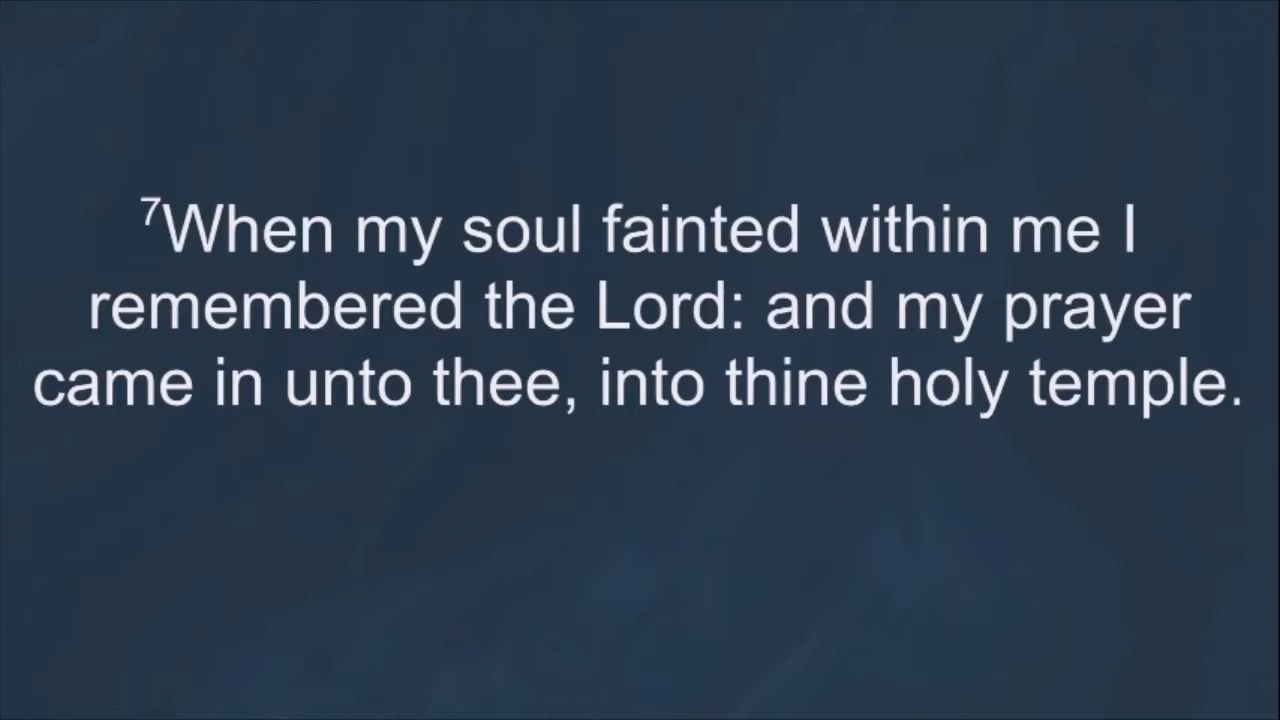 ⁷When my soul fainted within me I
remembered the Lord: and my prayer
came in unto thee, into thine holy temple.